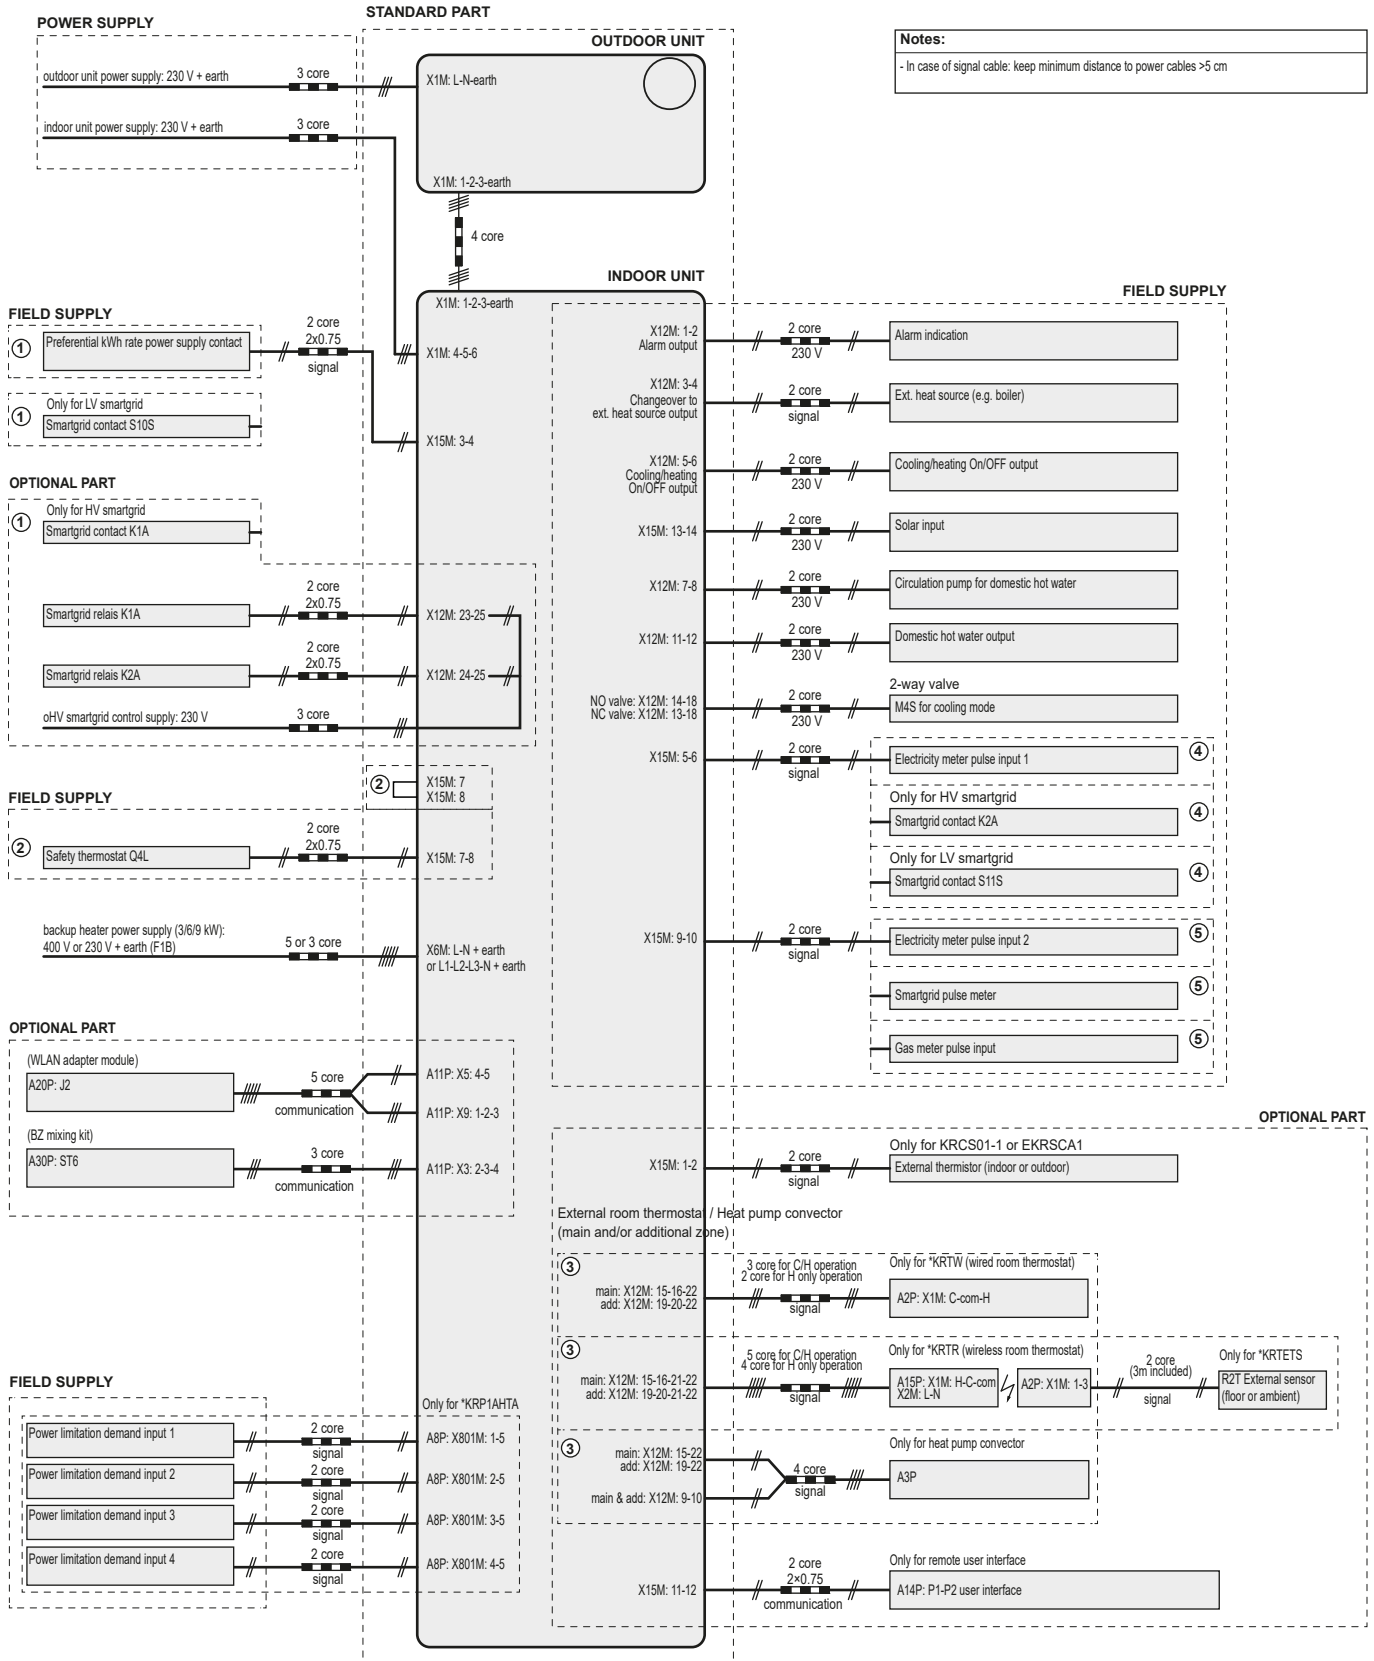 STANDARD PART
POWER SUPPLY
OUTDOOR UNIT
outdoor unit power supply: 230 V + earth
3 core
X1M: L-N-earth
indoor unit power supply: 230 V + earth
3 core
X1M: 1-2-3-earth
4 core
Notes:
- In case of signal cable: keep minimum distance to power cables >5 cm
INDOOR UNIT
X1M: 1-2-3-earth
FIELD SUPPLY
1
Preferential kWh rate power supply contact
2 core
2x0.75
signal
X1M: 4-5-6
1
Only for LV smartgrid
Smartgrid contact S10S
X15M: 3-4
OPTIONAL PART
1
Only for HV smartgrid
Smartgrid contact K1A
Smartgrid relais K1A
2 core
2x0.75
X12M: 23-25
Smartgrid relais K2A
2 core
2x0.75
X12M: 24-25
oHV smartgrid control supply: 230 V
3 core
2
X15M: 7
X15M: 8
FIELD SUPPLY
2
Safety thermostat Q4L
2 core
2x0.75
X15M: 7-8
backup heater power supply (3/6/9 kW):
400 V or 230 V + earth (F1B)
5 or 3 core
X6M: L-N + earth
or L1-L2-L3-N + earth
OPTIONAL PART
(WLAN adapter module)
A20P: J2
5 core
communication
A11P: X5: 4-5
A11P: X9: 1-2-3
(BZ mixing kit)
A30P: ST6
3 core
communication
A11P: X3: 2-3-4
FIELD SUPPLY
Only for *KRP1AHTA
Power limitation demand input 1
2 core
signal
A8P: X801M: 1-5
Power limitation demand input 2
2 core
signal
A8P: X801M: 2-5
Power limitation demand input 3
2 core
signal
A8P: X801M: 3-5
Power limitation demand input 4
2 core
signal
A8P: X801M: 4-5
FIELD SUPPLY
X12M: 1-2
Alarm output
2 core
230 V
Alarm indication
X12M: 3-4
Changeover to
ext. heat source output
2 core
signal
Ext. heat source (e.g. boiler)
X12M: 5-6
Cooling/heating
On/OFF output
2 core
230 V
Cooling/heating On/OFF output
X15M: 13-14
2 core
230 V
Solar input
X12M: 7-8
2 core
230 V
Circulation pump for domestic hot water
X12M: 11-12
2 core
230 V
Domestic hot water output
NO valve: X12M: 14-18
NC valve: X12M: 13-18
2 core
230 V
2-way valve
M4S for cooling mode
X15M: 5-6
2 core
signal
Electricity meter pulse input 1
4
Only for HV smartgrid
Smartgrid contact K2A
4
Only for LV smartgrid
Smartgrid contact S11S
4
X15M: 9-10
2 core
signal
Electricity meter pulse input 2
5
Smartgrid pulse meter
5
Gas meter pulse input
5
OPTIONAL PART
X15M: 1-2
2 core
signal
Only for KRCS01-1 or EKRSCA1
External thermistor (indoor or outdoor)
External room thermostat / Heat pump convector
(main and/or additional zone)
3
main: X12M: 15-16-22
add: X12M: 19-20-22
3 core for C/H operation
2 core for H only operation
signal
Only for *KRTW (wired room thermostat)
A2P: X1M: C-com-H
3
main: X12M: 15-16-21-22
add: X12M: 19-20-21-22
5 core for C/H operation
4 core for H only operation
signal
Only for *KRTR (wireless room thermostat)
A15P: X1M: H-C-com
X2M: L-N
A2P: X1M: 1-3
2 core
(3m included)
signal
Only for *KRTETS
R2T External sensor
(floor or ambient)
3
main: X12M: 15-22
add: X12M: 19-22
main & add: X12M: 9-10
4 core
signal
Only for heat pump convector
A3P
X15M: 11-12
2 core
2×0.75
communication
Only for remote user interface
A14P: P1-P2 user interface